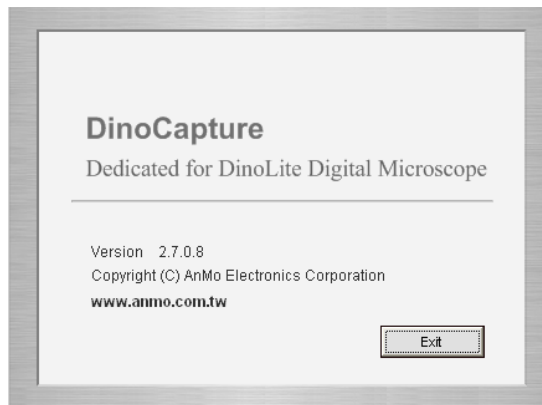 DinoCapture
Dedicated for DinoLite Digital Microscope
Version 2.7.0.8
Copyright (C) AnMo Electronics Corporation
www.anmo.com.tw
Exit